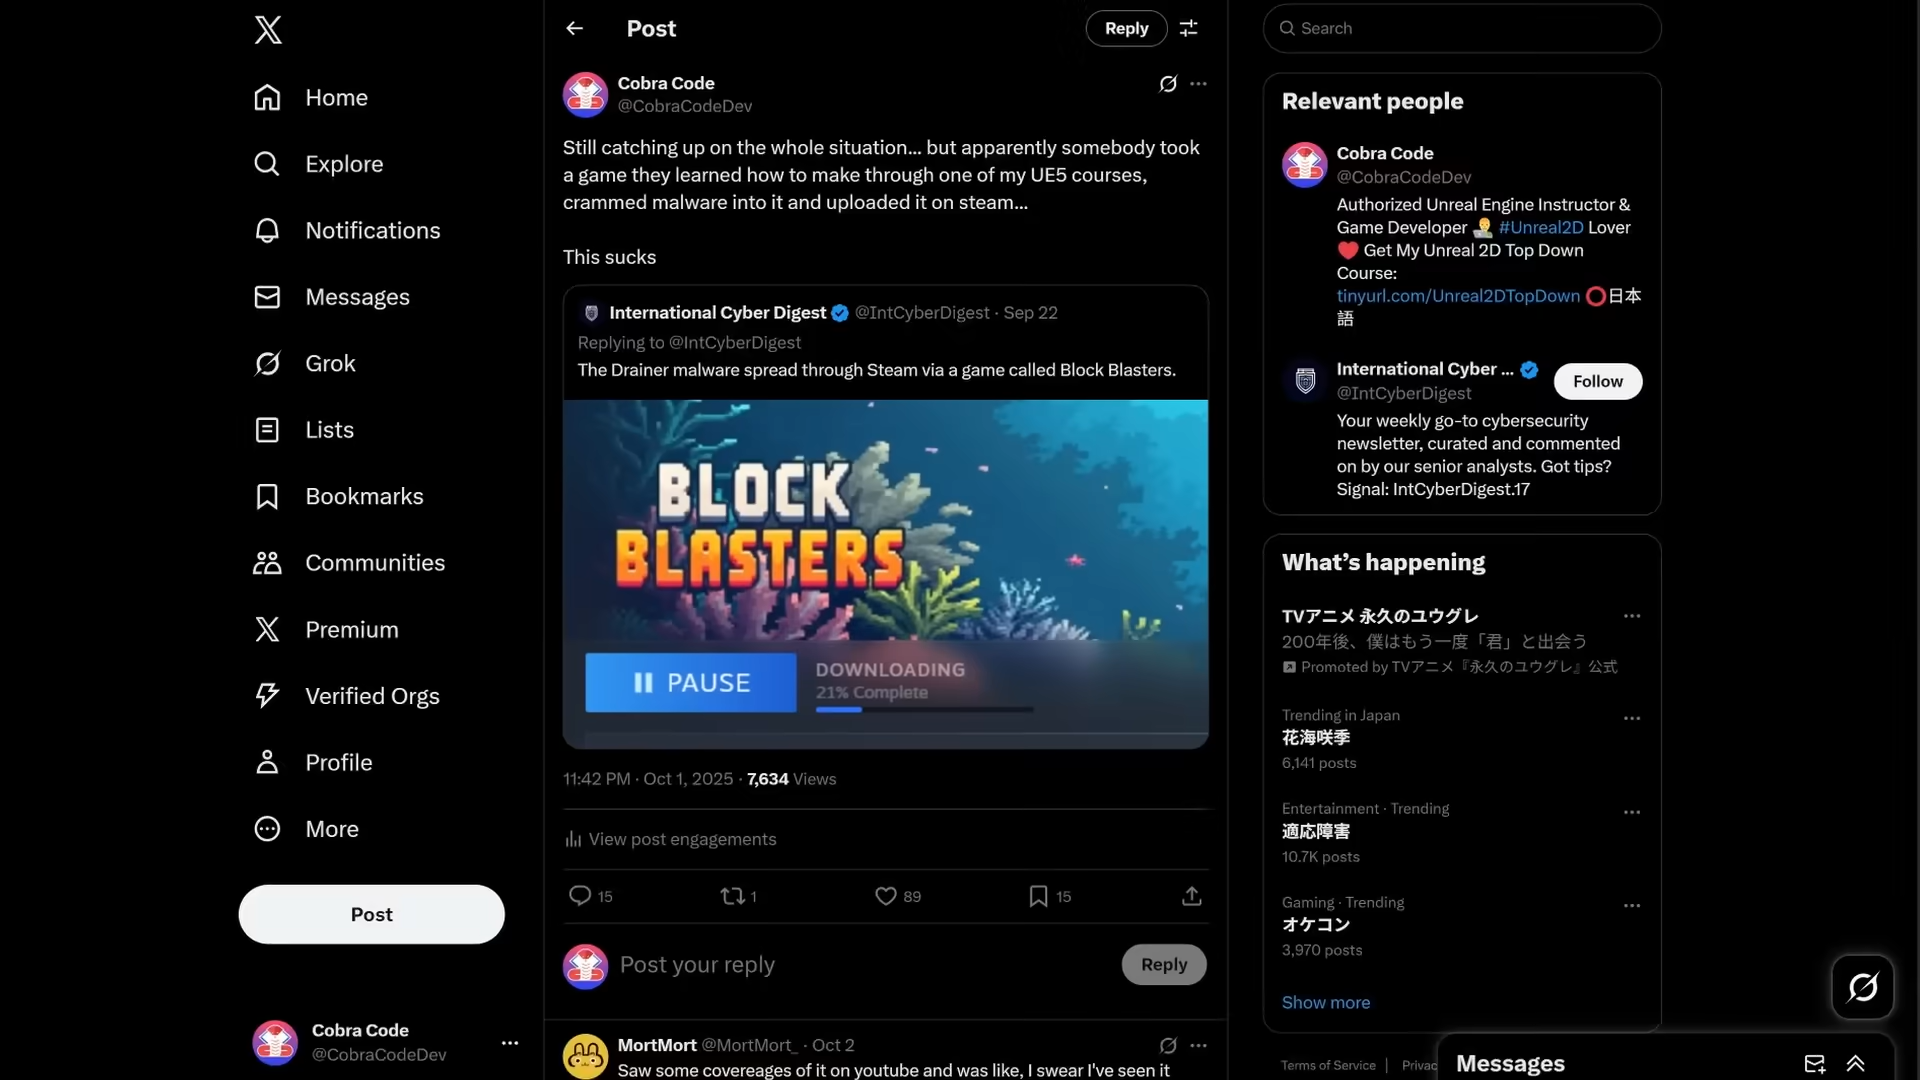 Home
Explore
Notifications
Messages
Grok
Lists
Bookmarks
Communities
Premium
Verified Orgs
Profile
More
Post
Cobra Code
@CobraCodeDev
Post
Reply
Cobra Code
@CobraCodeDev
Still catching up on the whole situation... but apparently somebody took
a game they learned how to make through one of my UE5 courses,
crammed malware into it and uploaded it on steam...
This sucks
International Cyber Digest @IntCyberDigest · Sep 22
Replying to @IntCyberDigest
The Drainer malware spread through Steam via a game called Block Blasters.
BLOCK
BLASTERS
PAUSE
DOWNLOADING
21% Complete
11:42 PM · Oct 1, 2025 · 7,634 Views
View post engagements
15
1
89
15
Post your reply
Reply
MortMort @MortMort_ · Oct 2
Saw some covereages of it on youtube and was like, I swear I've seen it
Search
Relevant people
Cobra Code
@CobraCodeDev
Authorized Unreal Engine Instructor &
Game Developer 👨‍💻 #Unreal2D Lover
❤️ Get My Unreal 2D Top Down
Course:
tinyurl.com/Unreal2DTopDown ⭕日本
語
International Cyber ...
@IntCyberDigest
Follow
Your weekly go-to cybersecurity
newsletter, curated and commented
on by our senior analysts. Got tips?
Signal: IntCyberDigest.17
What's happening
TVアニメ 永久のユウグレ
200年後、僕はもう一度「君」と出会う
Promoted by TVアニメ『永久のユウグレ』公式
Trending in Japan
花海咲季
6,141 posts
Entertainment · Trending
適応障害
10.7K posts
Gaming · Trending
オケコン
3,970 posts
Show more
Terms of Service | Privac
Messages